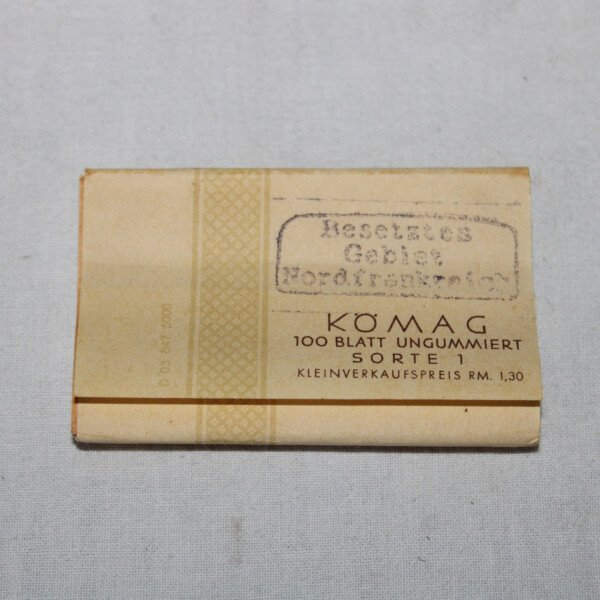 Besetztes
Gebiet
Nordfrankreich
KÖMAG
100 BLATT UNGUMMIERT
SORTE 1
KLEINVERKAUFSPREIS RM. 1,30